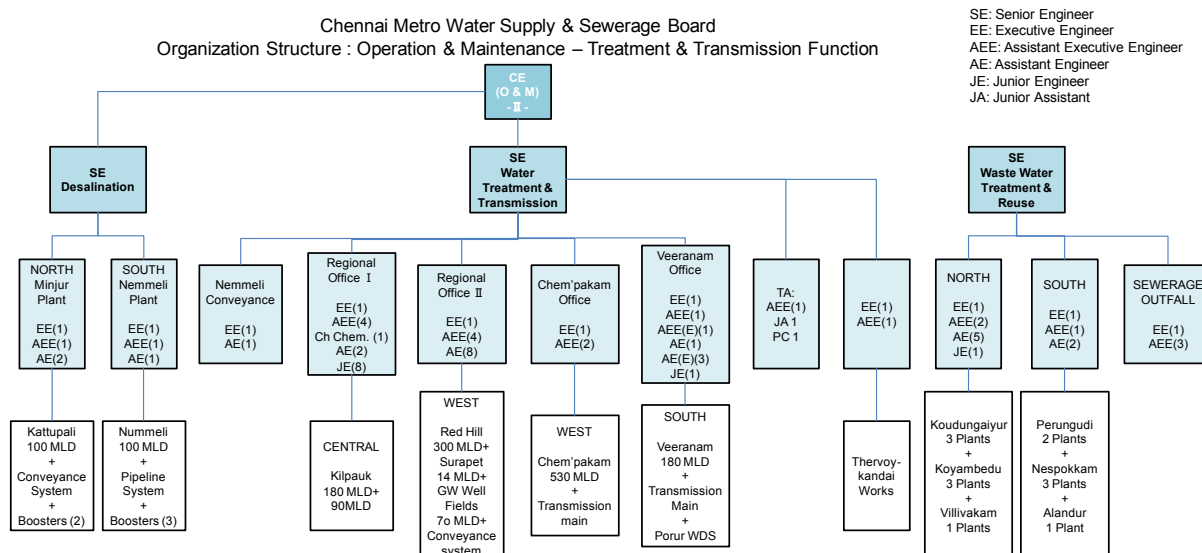 Chennai Metro Water Supply & Sewerage Board
Organization Structure : Operation & Maintenance – Treatment & Transmission Function
SE: Senior Engineer
EE: Executive Engineer
AEE: Assistant Executive Engineer
AE: Assistant Engineer
JE: Junior Engineer
JA: Junior Assistant
CE
(O & M)
- Ⅱ -
SE
Desalination
SE
Water
Treatment &
Transmission
SE
Waste Water
Treatment &
Reuse
NORTH
Minjur
Plant
EE(1)
AEE(1)
AE(2)
SOUTH
Nemmeli
Plant
EE(1)
AEE(1)
AE(1)
Nemmeli
Conveyance
EE(1)
AE(1)
Regional
Office Ⅰ
EE(1)
AEE(4)
Ch Chem. (1)
AE(2)
JE(8)
Regional
Office Ⅱ
EE(1)
AEE(4)
AE(8)
Chem'pakam
Office
EE(1)
AEE(2)
Veeranam
Office
EE(1)
AEE(1)
AEE(E)(1)
AE(1)
AE(E)(3)
JE(1)
TA:
AEE(1)
JA 1
PC 1
EE(1)
AEE(1)
NORTH
EE(1)
AEE(2)
AE(5)
JE(1)
SOUTH
EE(1)
AEE(1)
AE(2)
SEWERAGE
OUTFALL
EE(1)
AEE(3)
Kattupali
100 MLD
+
Conveyance
System
+
Boosters (2)
Nummeli
100 MLD
+
Pipeline
System
+
Boosters (3)
CENTRAL
Kilpauk
180 MLD+
90MLD
WEST
Red Hill
300 MLD+
Surapet
14 MLD+
GW Well
Fields
7o MLD+
Conveyance
system
WEST
Chem'pakam
530 MLD
+
Transmission
main
SOUTH
Veeranam
180 MLD
+
Transmission
Main
+
Porur WDS
Thervoy-
kandai
Works
Koudungaiyur
3 Plants
+
Koyambedu
3 Plants
+
Villivakam
1 Plants
Perungudi
2 Plants
+
Nespokkam
3 Plants
+
Alandur
1 Plant